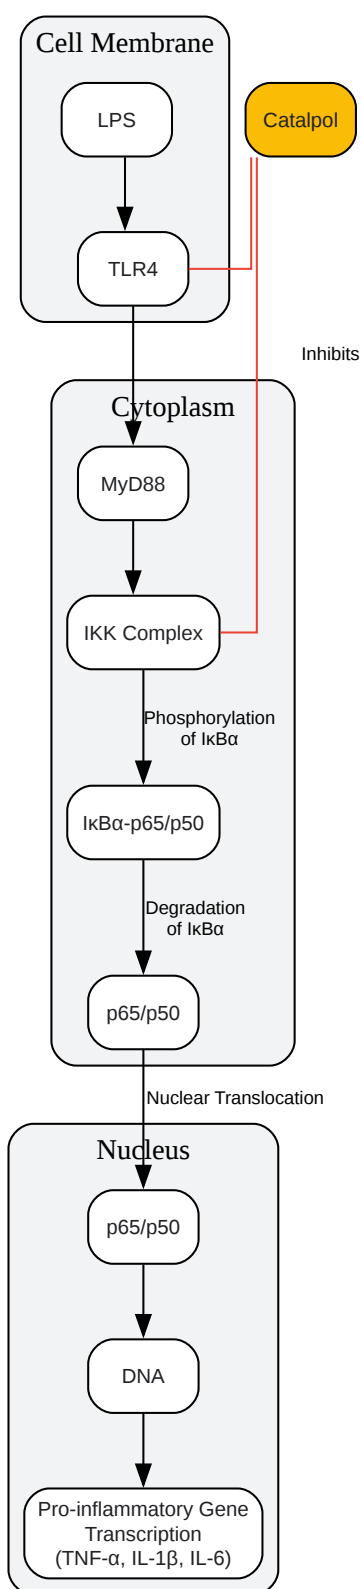 Cell Membrane
LPS
Catalpol
TLR4
Inhibits
Cytoplasm
MyD88
IKK Complex
Phosphorylation
of IκBα
IκBα-p65/p50
Degradation
of IκBα
p65/p50
Nuclear Translocation
Nucleus
p65/p50
DNA
Pro-inflammatory Gene
Transcription
(TNF-α, IL-1β, IL-6)